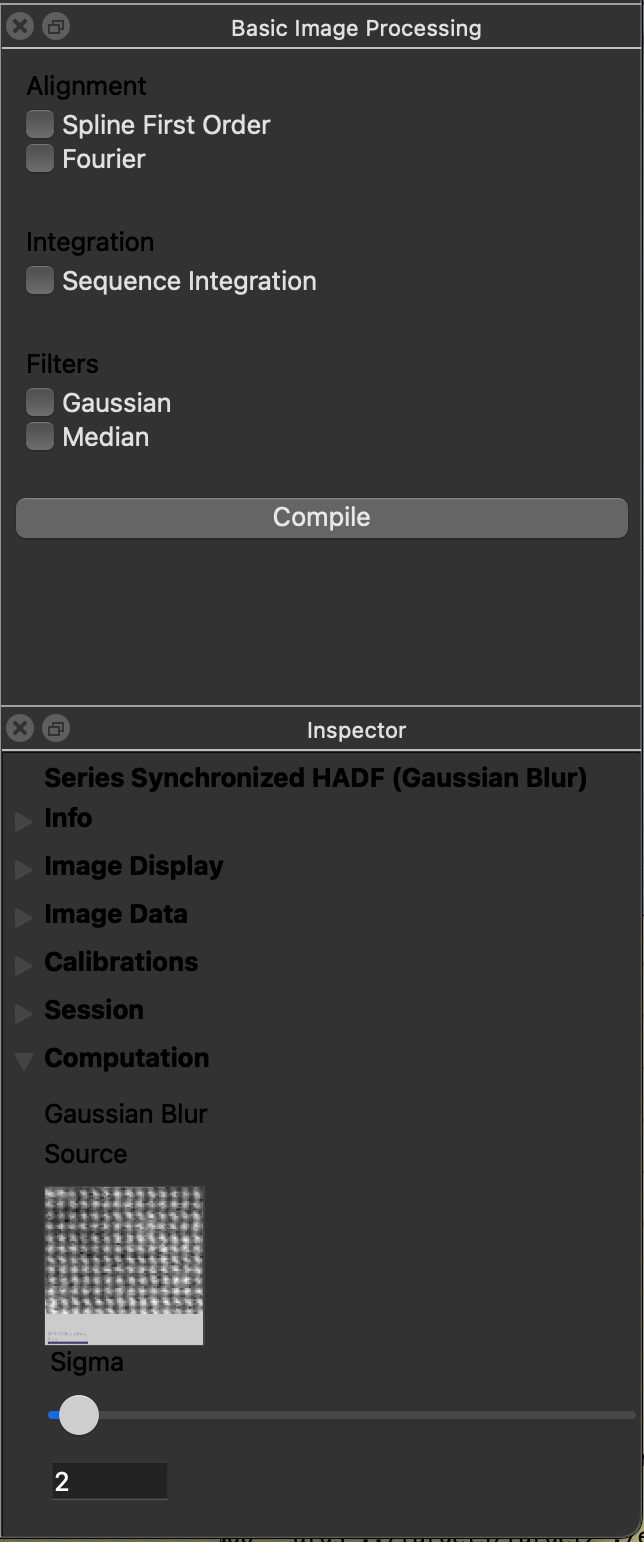 Basic Image Processing
Alignment
Spline First Order
Fourier
Integration
Sequence Integration
Filters
Gaussian
Median
Compile
Inspector
Series Synchronized HADF (Gaussian Blur)
Info
Image Display
Image Data
Calibrations
Session
Computation
Gaussian Blur
Source
Sigma
2